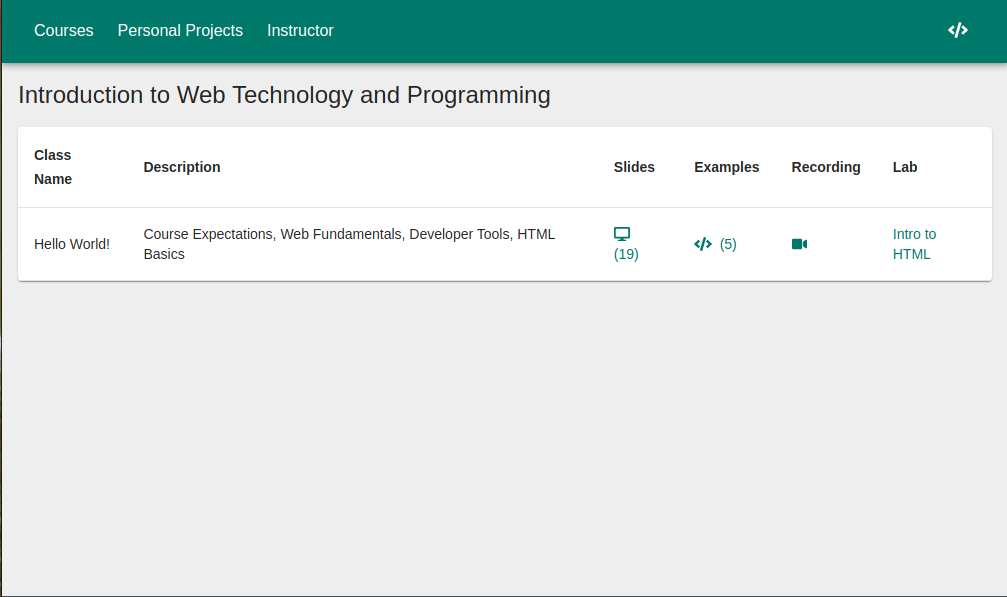 Courses Personal Projects Instructor
Introduction to Web Technology and Programming
Class Name Description Slides Examples Recording Lab
Hello World! Course Expectations, Web Fundamentals, Developer Tools, HTML Basics (19) (5) Intro to HTML